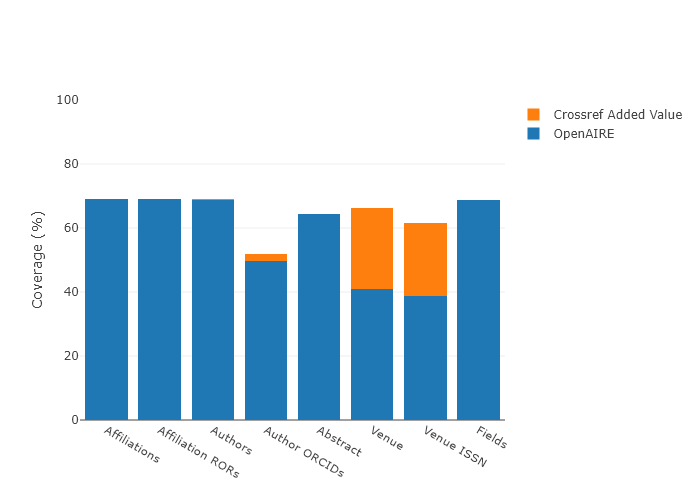 100
80
60
40
20
0
Coverage (%)
Affiliations
Affiliation RORs
Authors
Author ORCIDs
Abstract
Venue
Venue ISSN
Fields
Crossref Added Value
OpenAIRE